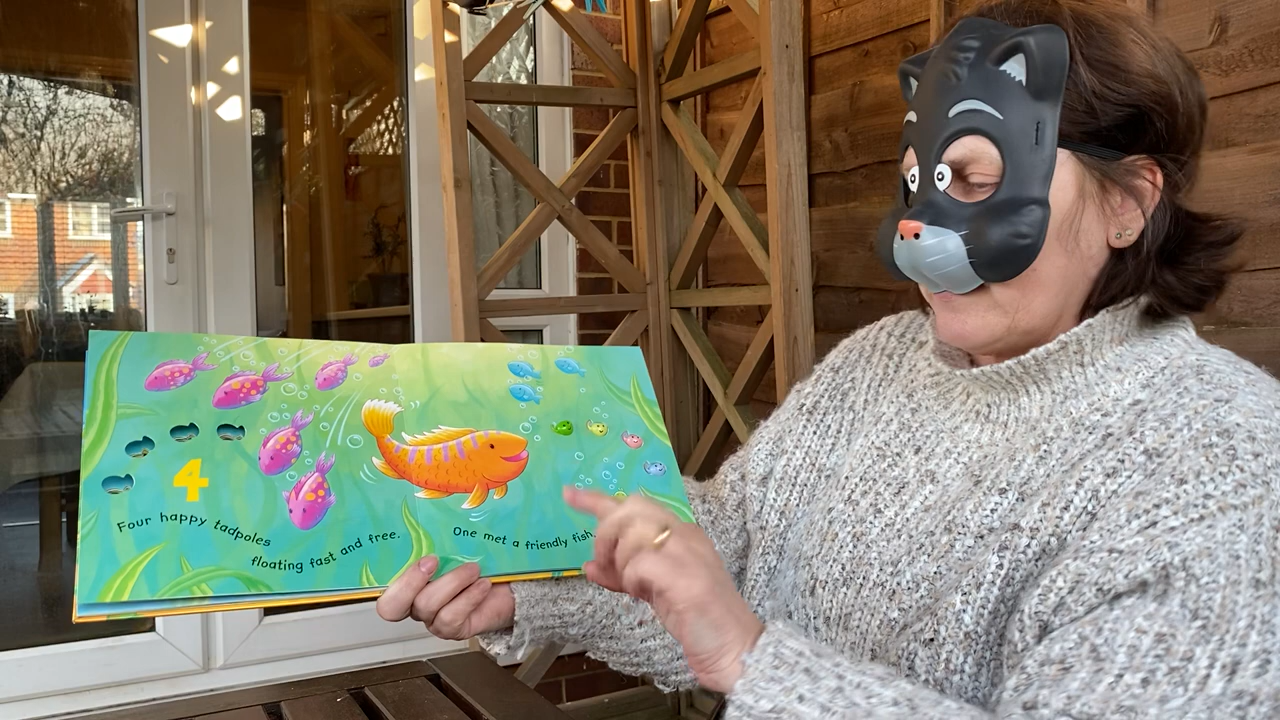 4
Four happy tadpoles
floating fast and free.
One met a friendly fish,